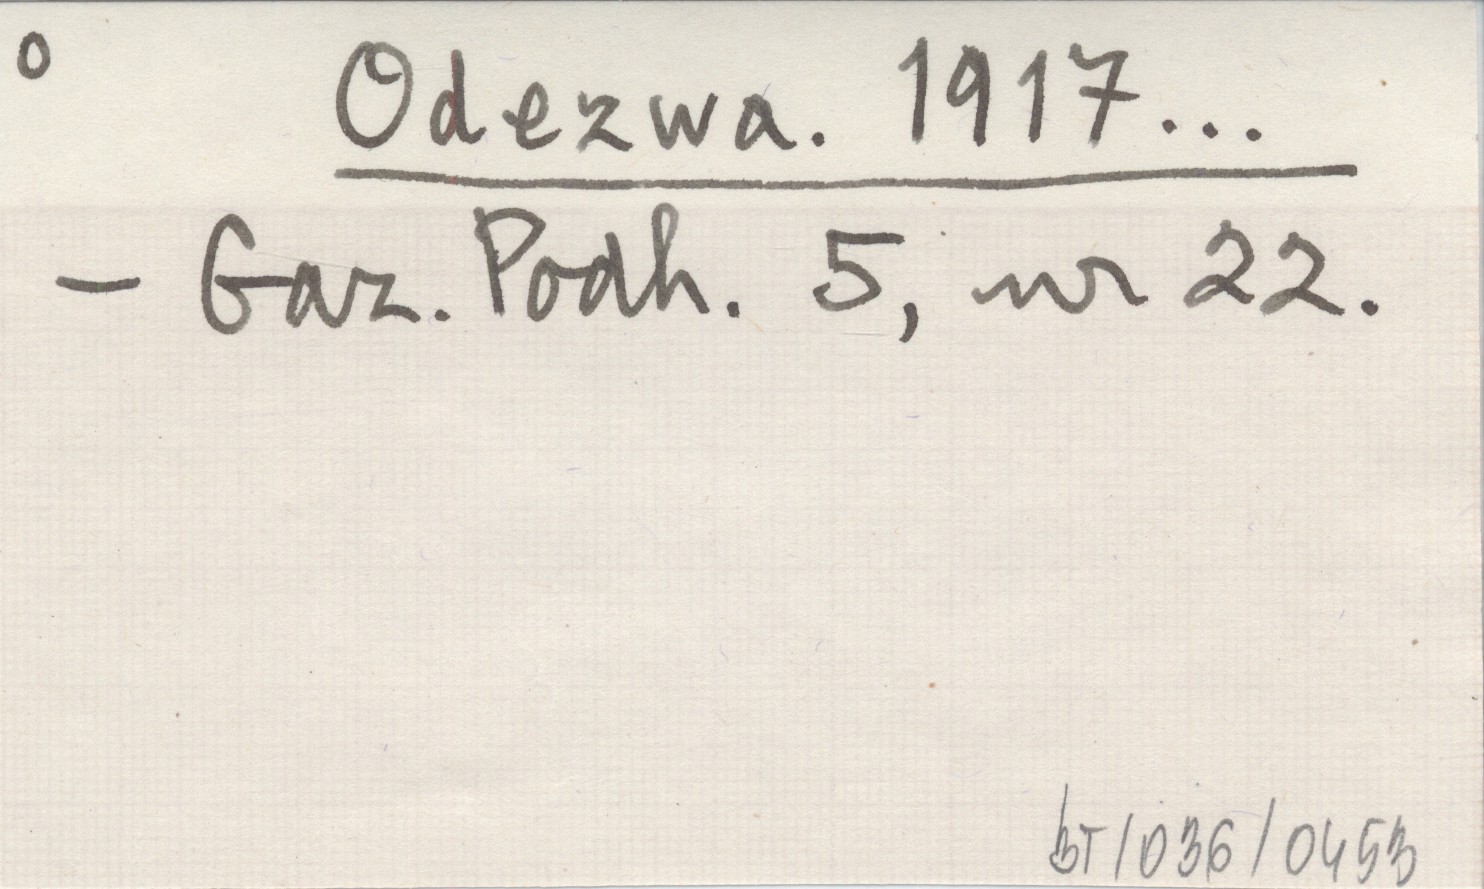 o
Odezwa. 1917...
– Gaz. Podh. 5, nr 22.
bT/036/0453